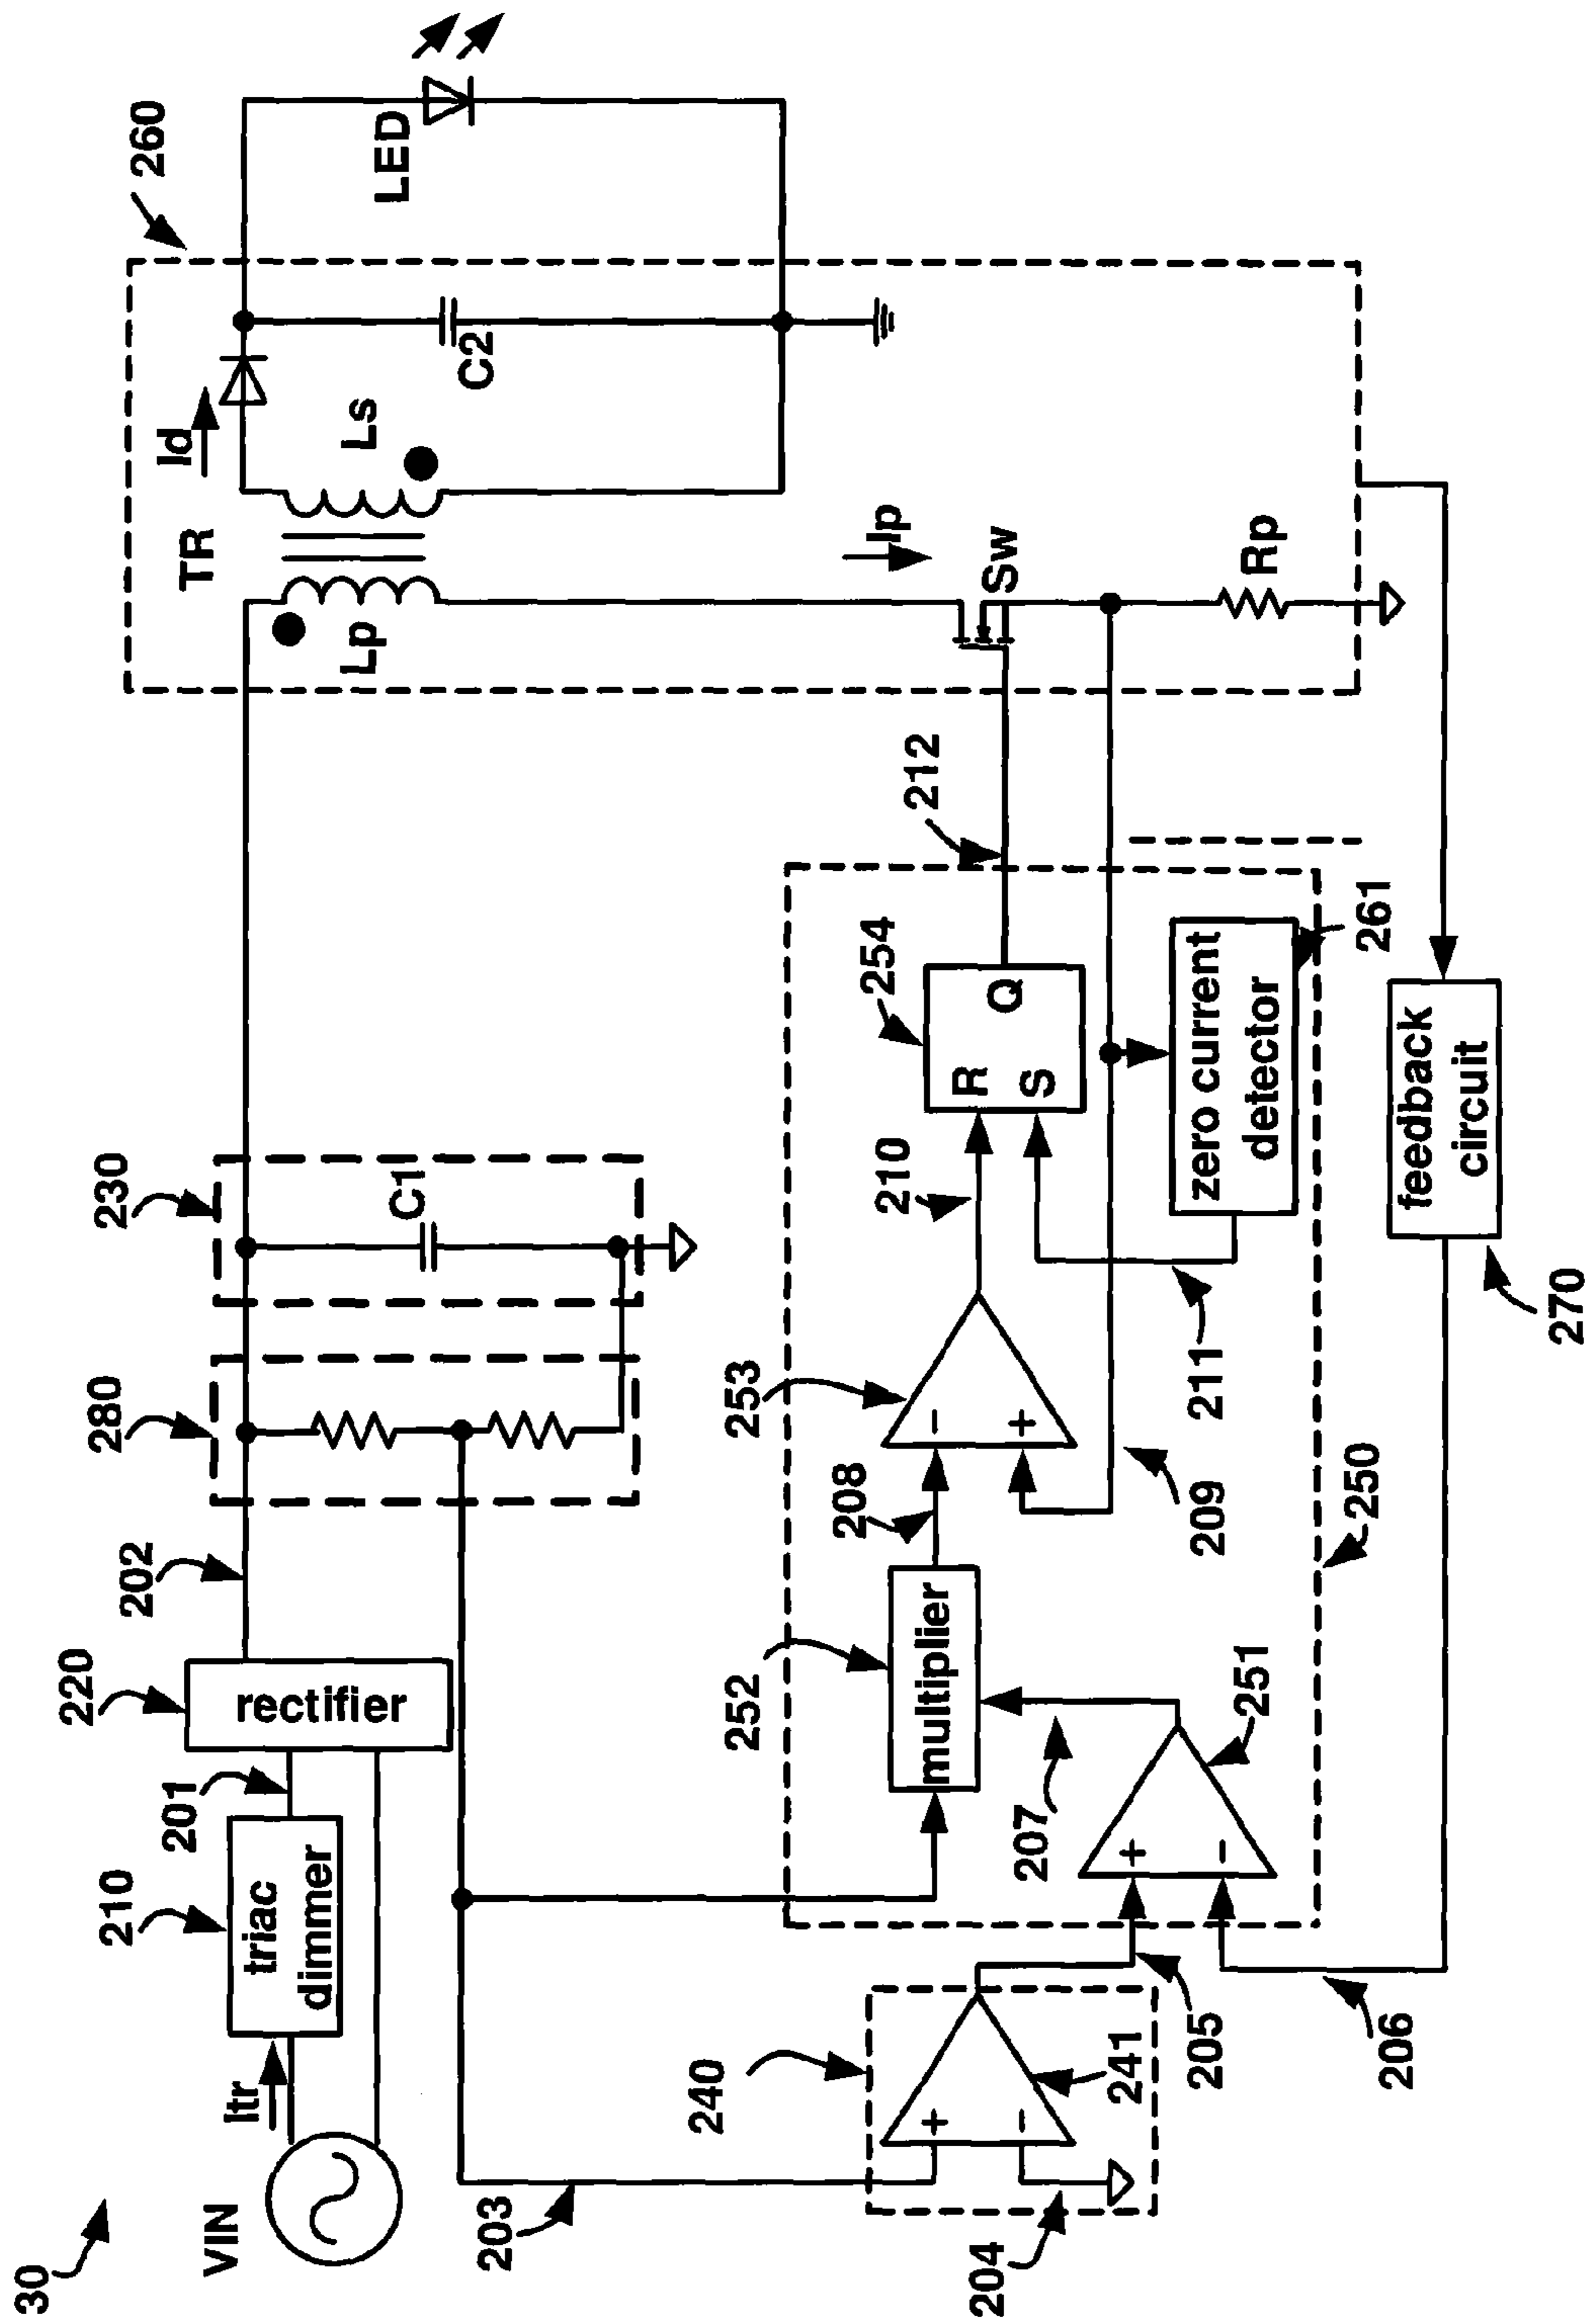 30
VIN
Itr
210
triac
dimmer
201
220
rectifier
202
280
230
C1
TR
Lp
Ls
Id
C2
260
LED
Ip
Sw
Rp
203
204
240
+
-
241
205
206
252
multiplier
207
+
-
251
208
253
-
+
209
210
211
254
R
S
Q
212
zero current
detector
261
250
feedback
circuit
270